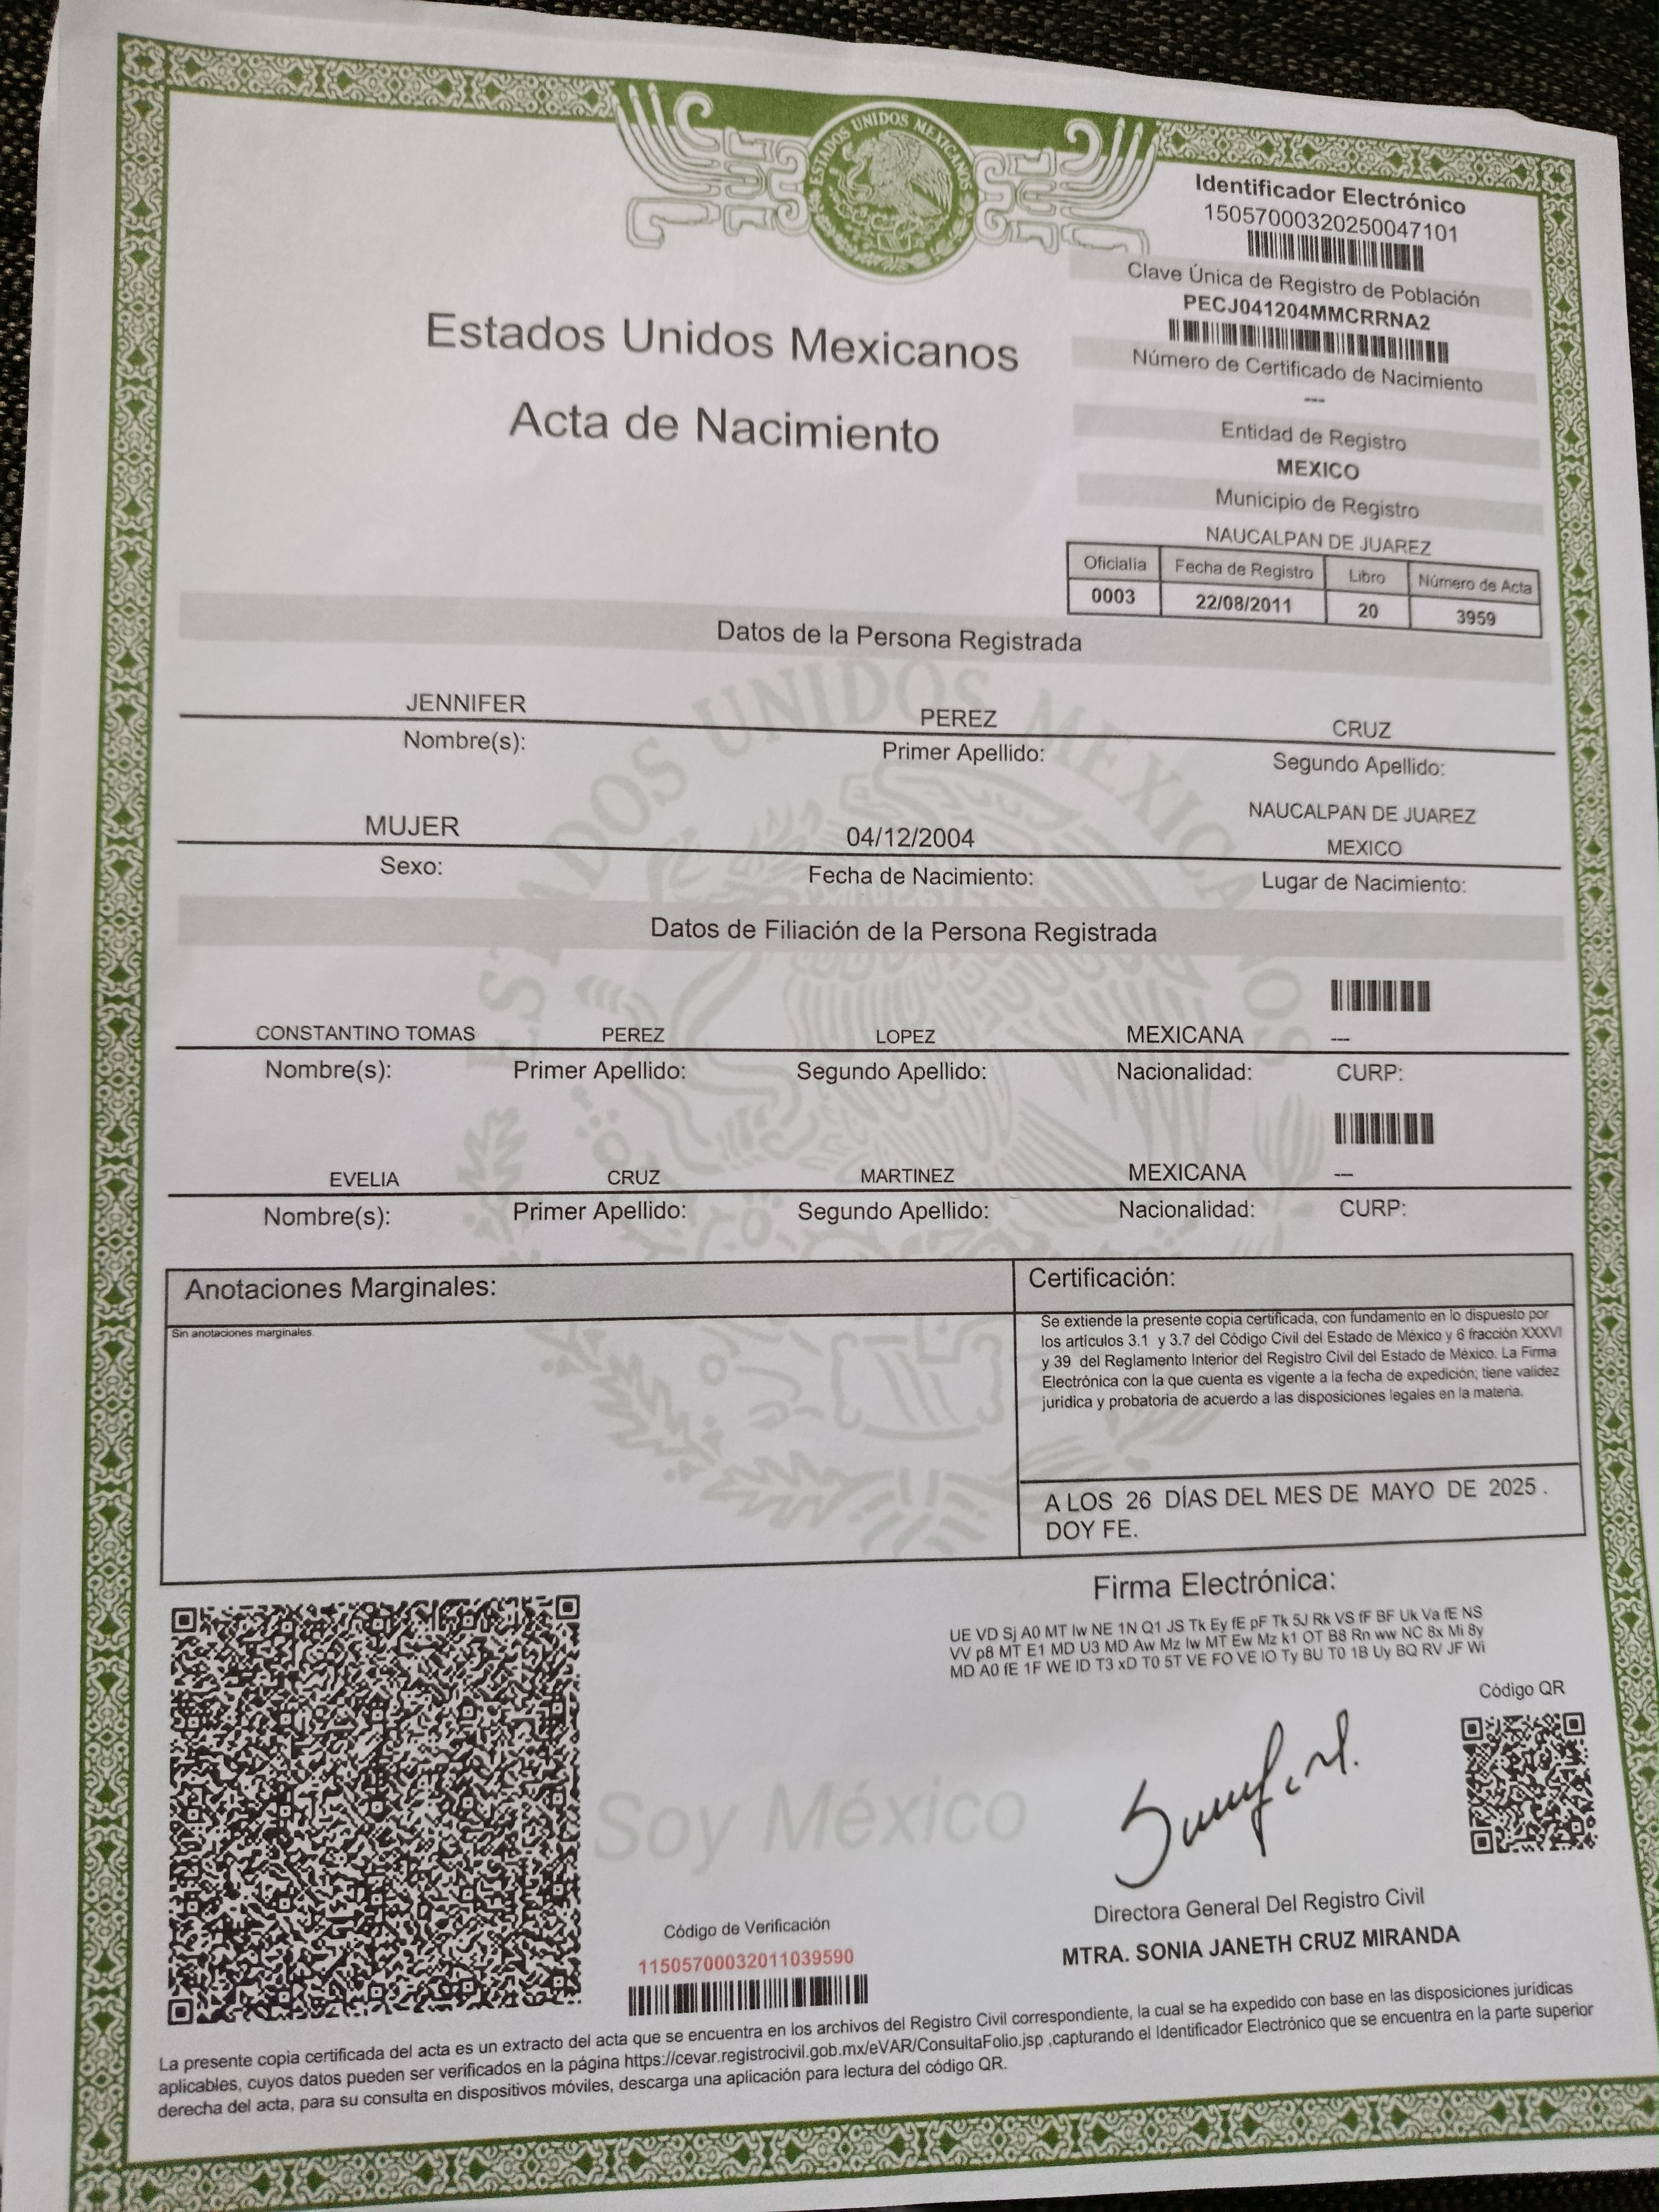 ESTADOS UNIDOS MEXICANOS
Identificador Electrónico
15057000320250047101
Clave Única de Registro de Población
PECJ041204MMCRRNA2
Número de Certificado de Nacimiento
---
Entidad de Registro
MEXICO
Municipio de Registro
NAUCALPAN DE JUAREZ
Estados Unidos Mexicanos
Acta de Nacimiento
Oficialía Fecha de Registro Libro Número de Acta
0003 22/08/2011 20 3959
Datos de la Persona Registrada
ESTADOS UNIDOS MEXICANOS
JENNIFER PEREZ CRUZ
Nombre(s): Primer Apellido: Segundo Apellido:
MUJER 04/12/2004 NAUCALPAN DE JUAREZ
MEXICO
Sexo: Fecha de Nacimiento: Lugar de Nacimiento:
Datos de Filiación de la Persona Registrada
CONSTANTINO TOMAS PEREZ LOPEZ MEXICANA ---
Nombre(s): Primer Apellido: Segundo Apellido: Nacionalidad: CURP:
EVELIA CRUZ MARTINEZ MEXICANA ---
Nombre(s): Primer Apellido: Segundo Apellido: Nacionalidad: CURP:
Anotaciones Marginales:
Sin anotaciones marginales.
Certificación:
Se extiende la presente copia certificada, con fundamento en lo dispuesto por
los artículos 3.1 y 3.7 del Código Civil del Estado de México y 6 fracción XXXVI
y 39 del Reglamento Interior del Registro Civil del Estado de México. La Firma
Electrónica con la que cuenta es vigente a la fecha de expedición; tiene validez
jurídica y probatoria de acuerdo a las disposiciones legales en la materia.
A LOS 26 DÍAS DEL MES DE MAYO DE 2025.
DOY FE.
Firma Electrónica:
UE VD Sj A0 MT Iw NE 1N Q1 JS Tk Ey fE pF Tk 5J Rk VS fF BF Uk Va fE NS
VV p8 MT E1 MD U3 MD Aw Mz Iw MT Ew Mz k1 OT B8 Rn ww NC 8x Mi 8y
MD A0 fE 1F WE lD T3 xD T0 5T VE FO VE lO Ty BU T0 1B Uy BQ RV JF Wi
Código QR
Soy México
Directora General Del Registro Civil
MTRA. SONIA JANETH CRUZ MIRANDA
Código de Verificación
11505700032011039590
La presente copia certificada del acta es un extracto del acta que se encuentra en los archivos del Registro Civil correspondiente, la cual se ha expedido con base en las disposiciones jurídicas
aplicables, cuyos datos pueden ser verificados en la página https://cevar.registrocivil.gob.mx/eVAR/ConsultaFolio.jsp ,capturando el Identificador Electrónico que se encuentra en la parte superior
derecha del acta, para su consulta en dispositivos móviles, descarga una aplicación para lectura del código QR.